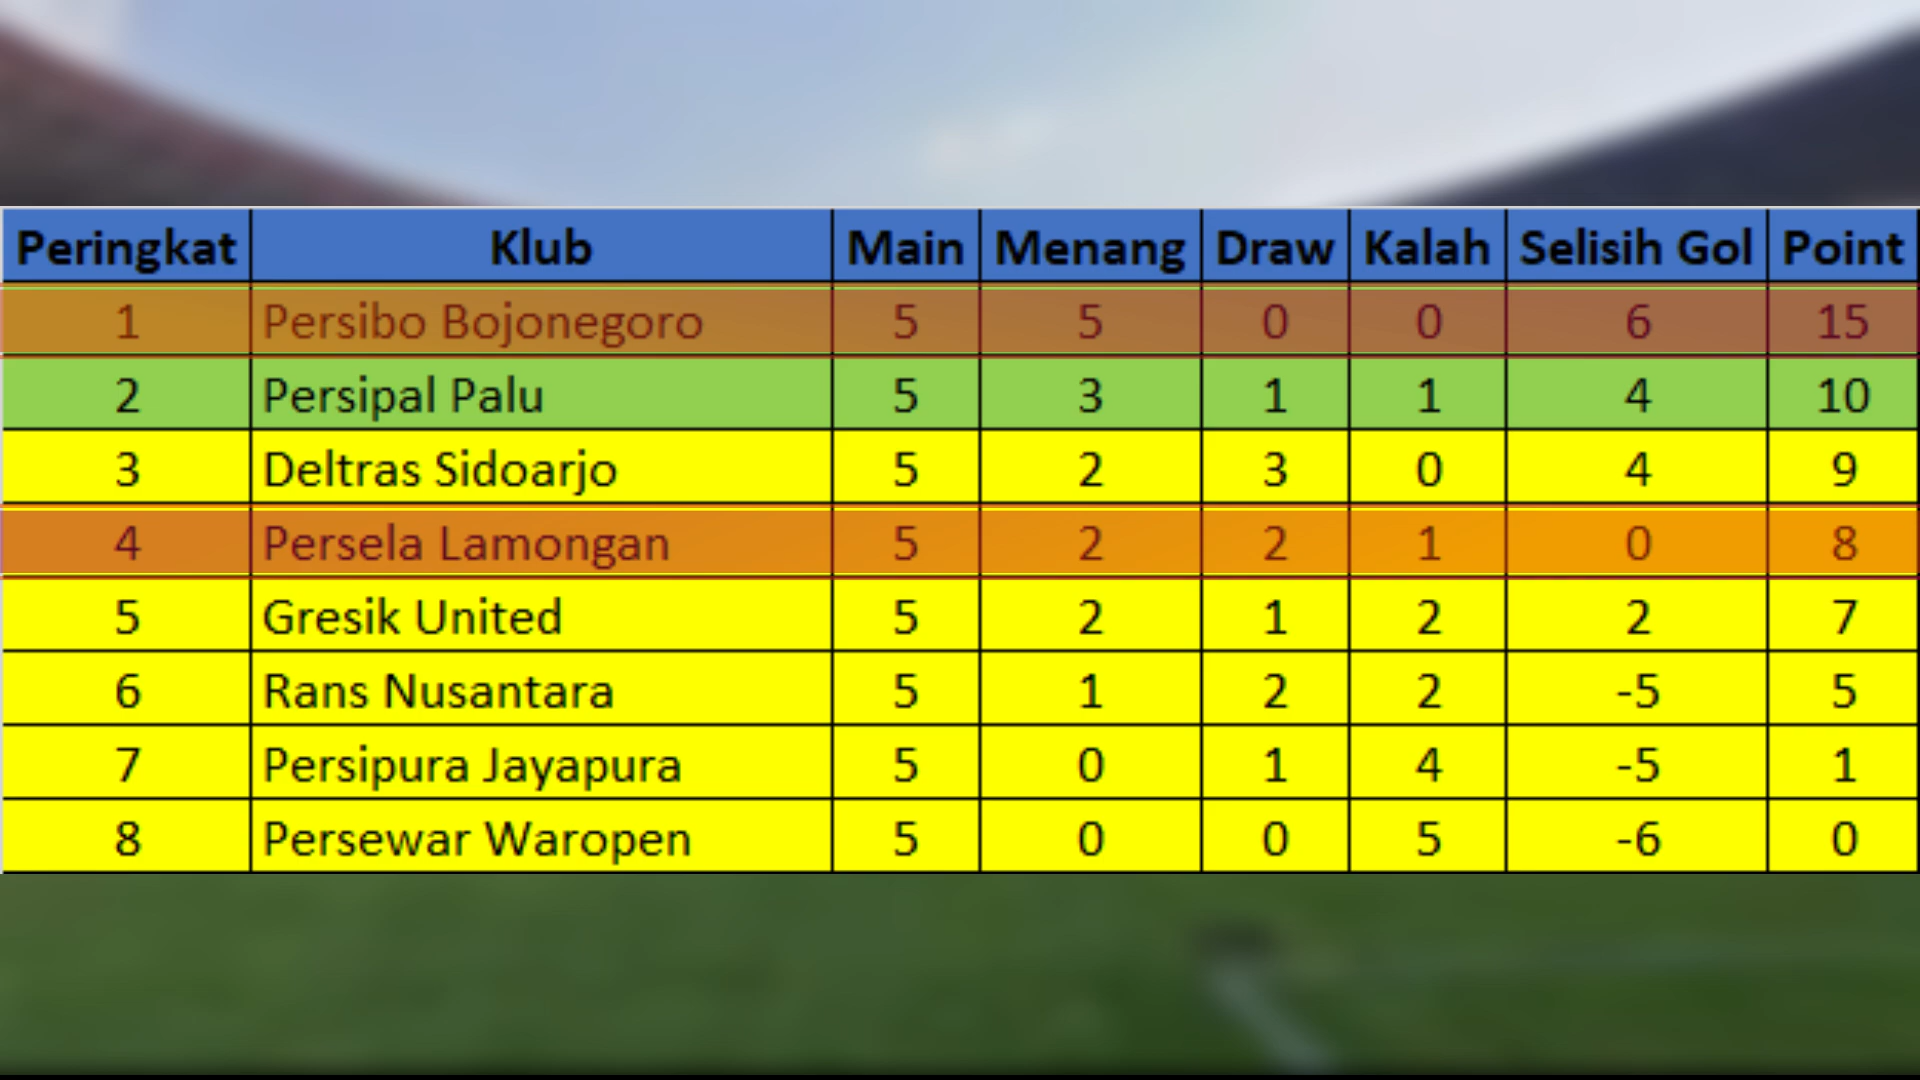 Peringkat Klub Main Menang Draw Kalah Selisih Gol Point
1 Persibo Bojonegoro 5 5 0 0 6 15
2 Persipal Palu 5 3 1 1 4 10
3 Deltras Sidoarjo 5 2 3 0 4 9
4 Persela Lamongan 5 2 2 1 0 8
5 Gresik United 5 2 1 2 2 7
6 Rans Nusantara 5 1 2 2 -5 5
7 Persipura Jayapura 5 0 1 4 -5 1
8 Persewar Waropen 5 0 0 5 -6 0